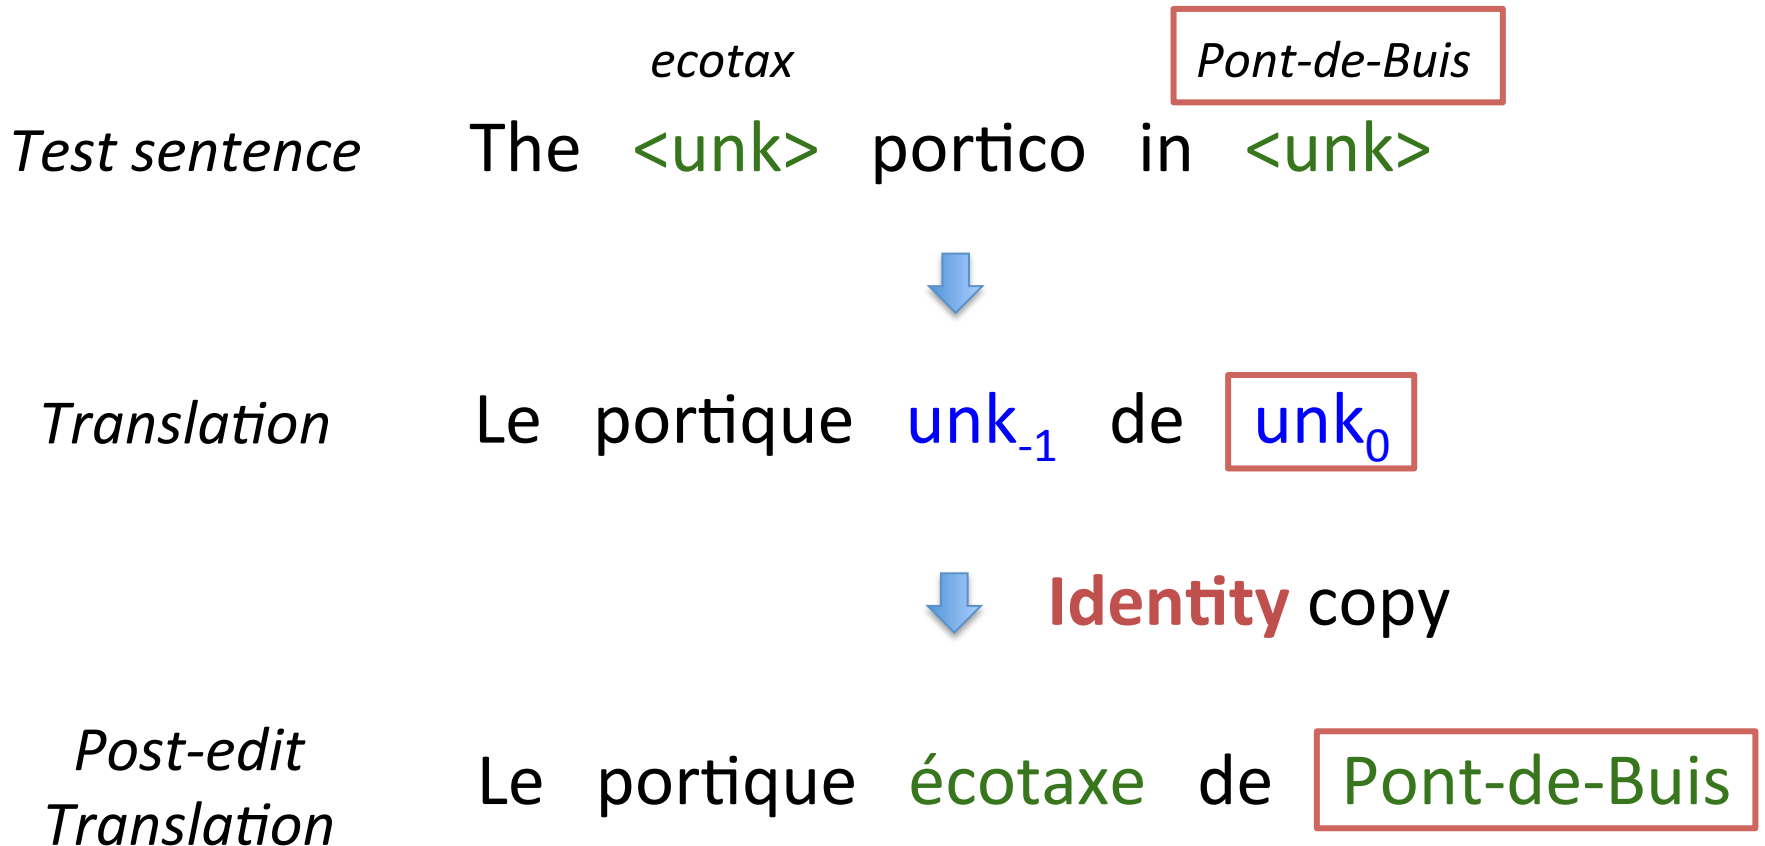 ecotax Pont-de-Buis
Test sentence The <unk> portico in <unk>
Translation Le portique unk-1 de unk0
Identity copy
Post-edit
Translation
Le portique écotaxe de Pont-de-Buis